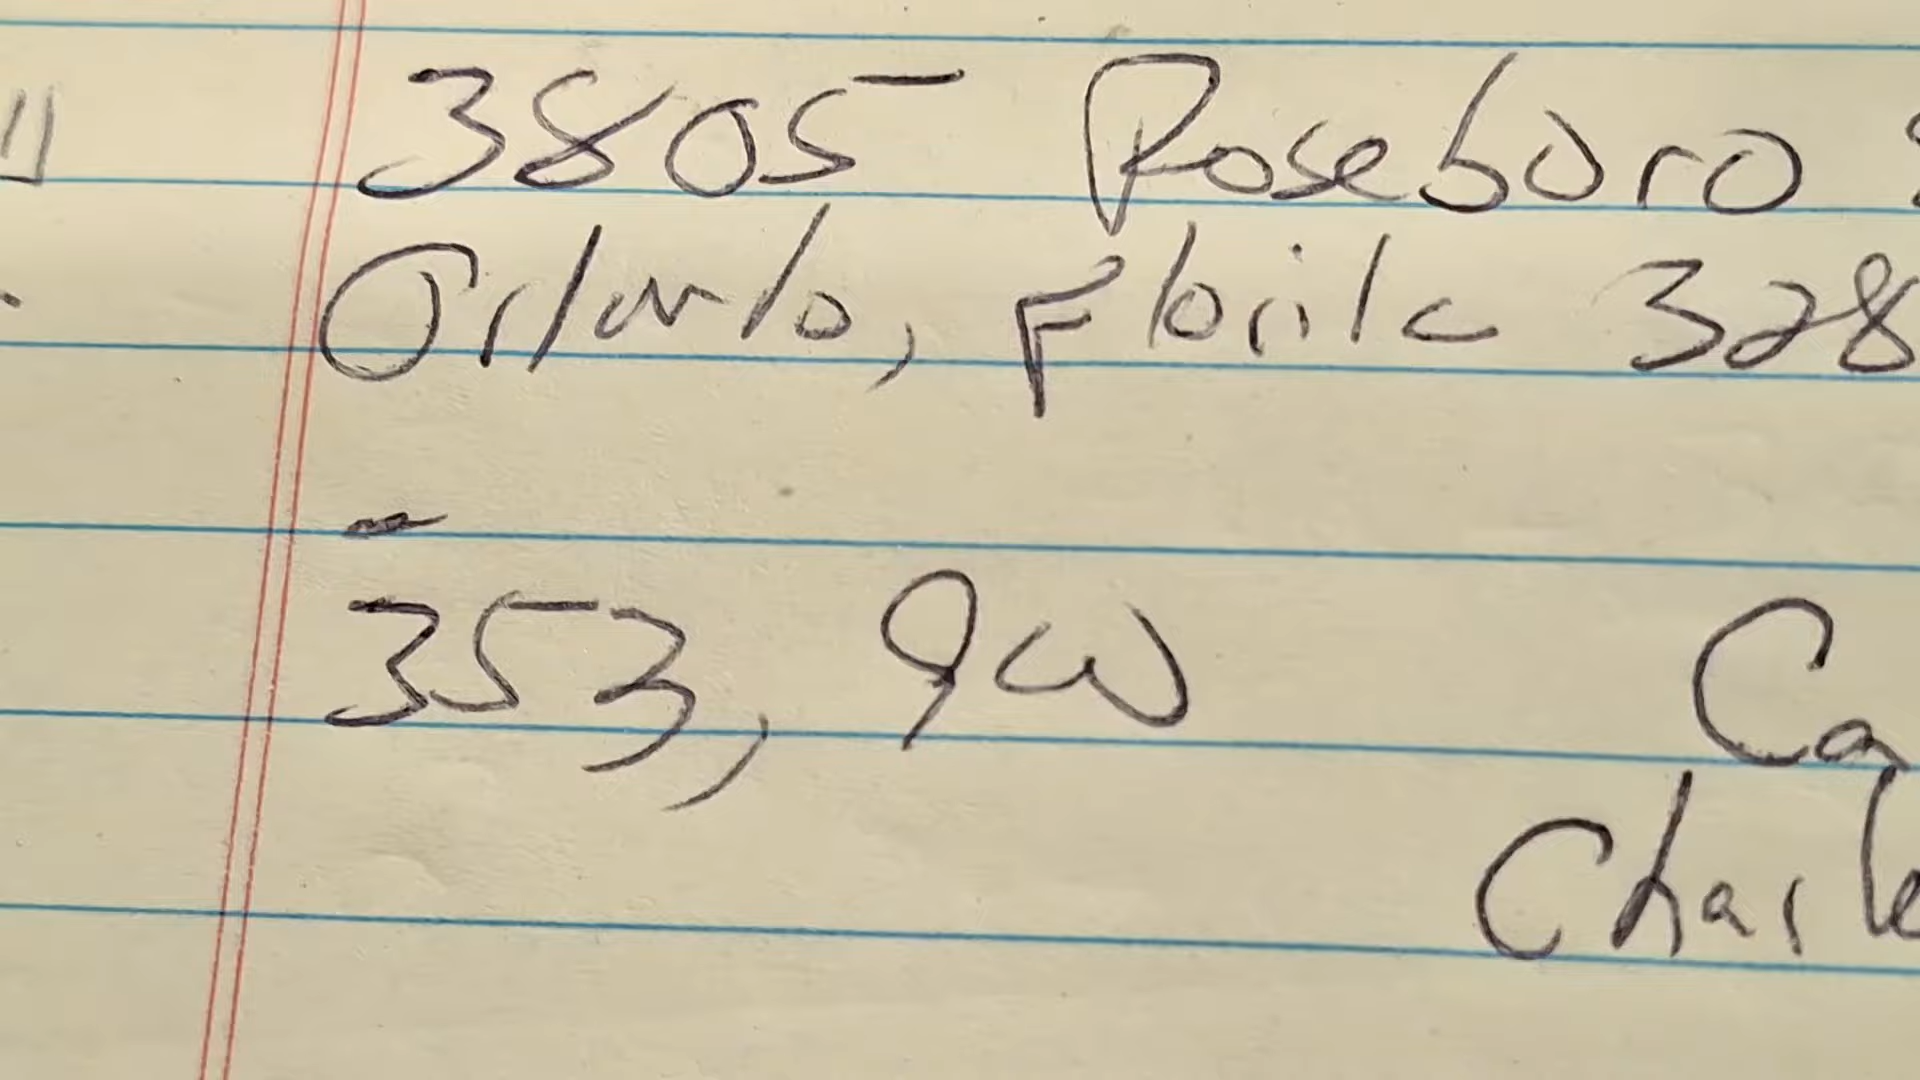 3805 Roseboro
Orlando, Florida 328
353, 900
Ca
Charle